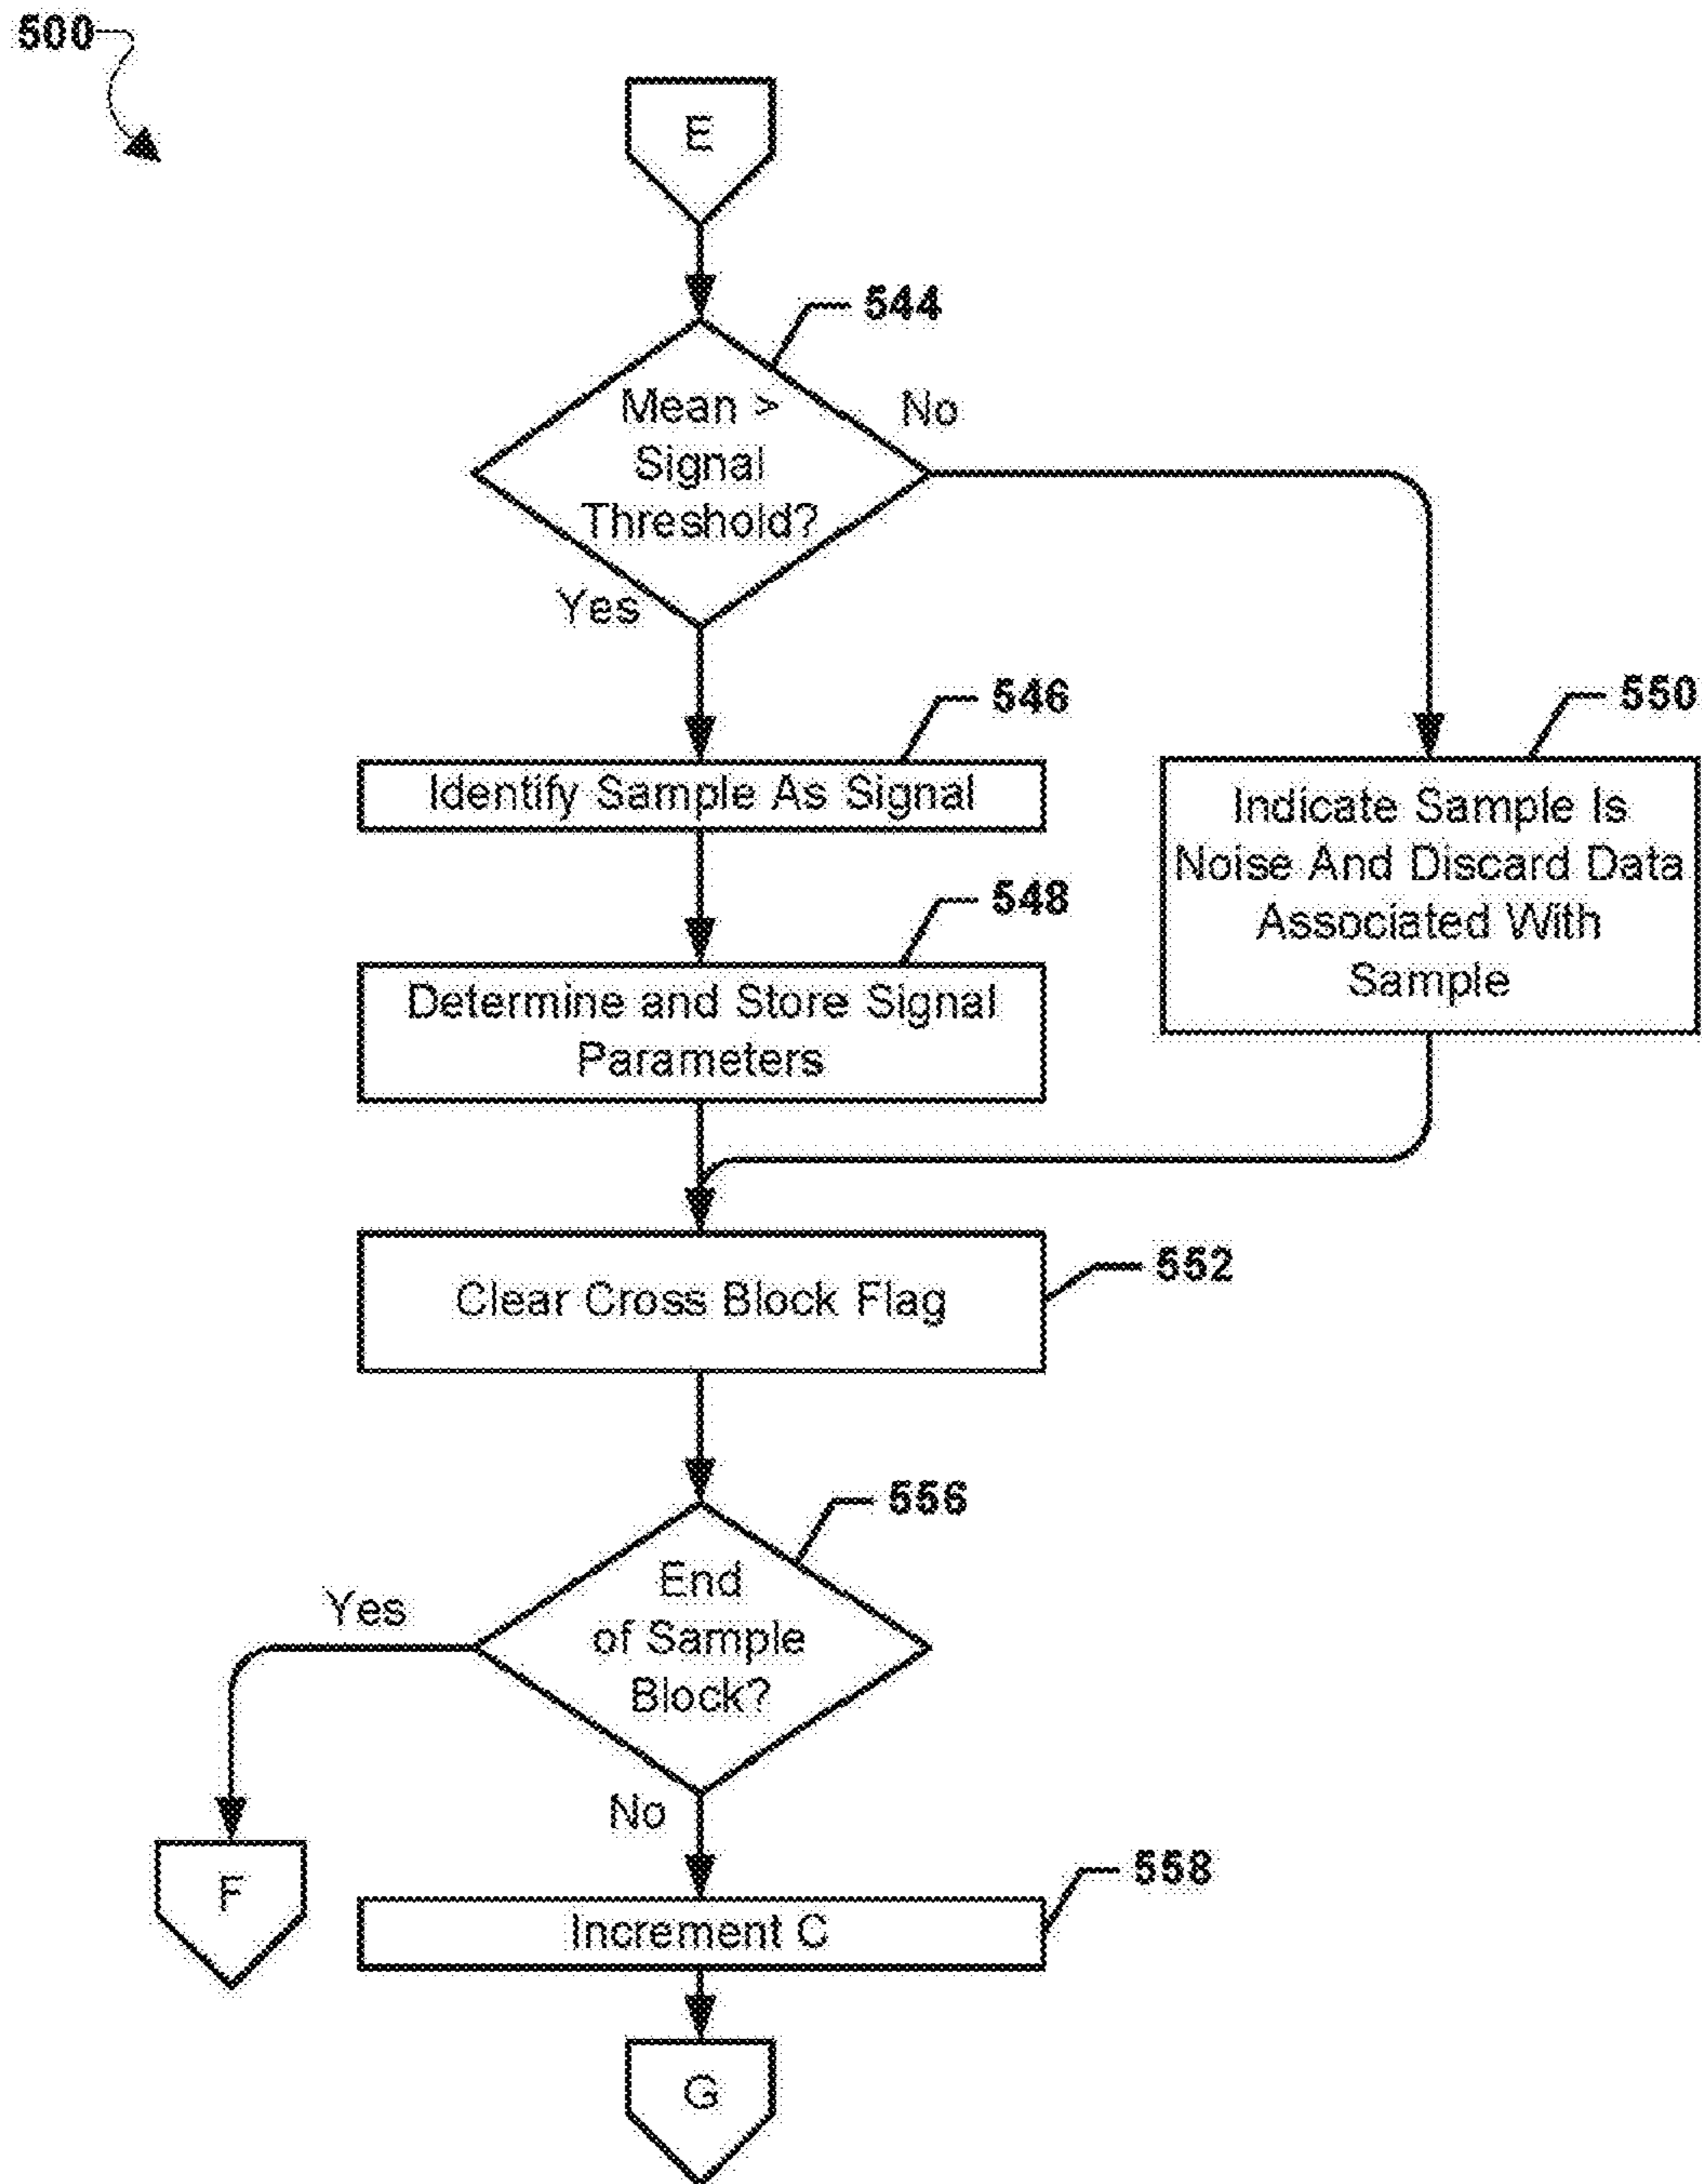 500
E
544
Mean >
Signal
Threshold?
No
Yes
546
Identify Sample As Signal
550
Indicate Sample Is
Noise And Discard Data
Associated With
Sample
548
Determine and Store Signal
Parameters
552
Clear Cross Block Flag
556
End
of Sample
Block?
Yes
No
F
558
Increment C
G